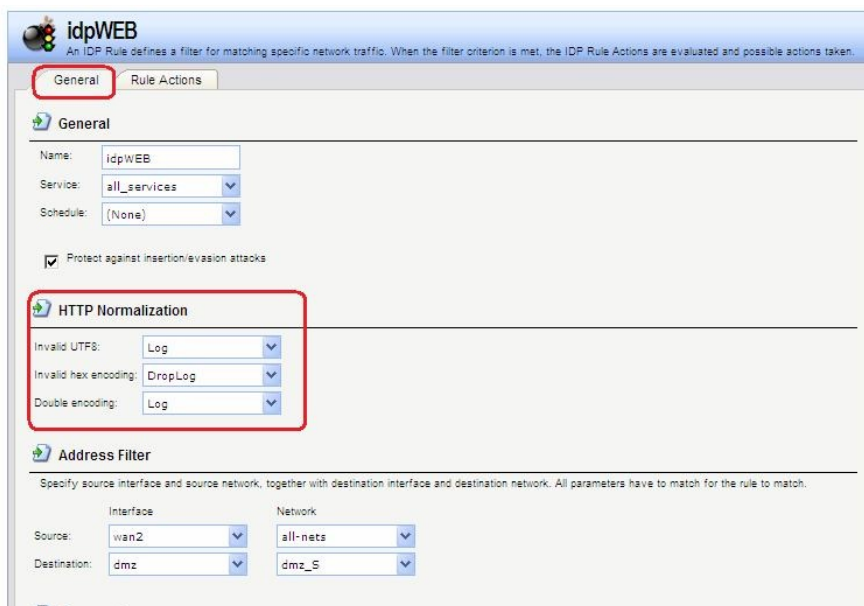 idpWEB
An IDP Rule defines a filter for matching specific network traffic. When the filter criterion is met, the IDP Rule Actions are evaluated and possible actions taken.
General Rule Actions
General
Name: idpWEB
Service: all_services
Schedule: (None)
Protect against insertion/evasion attacks
HTTP Normalization
Invalid UTF8: Log
Invalid hex encoding: DropLog
Double encoding: Log
Address Filter
Specify source interface and source network, together with destination interface and destination network. All parameters have to match for the rule to match.
Interface Network
Source: wan2 all-nets
Destination: dmz dmz_S